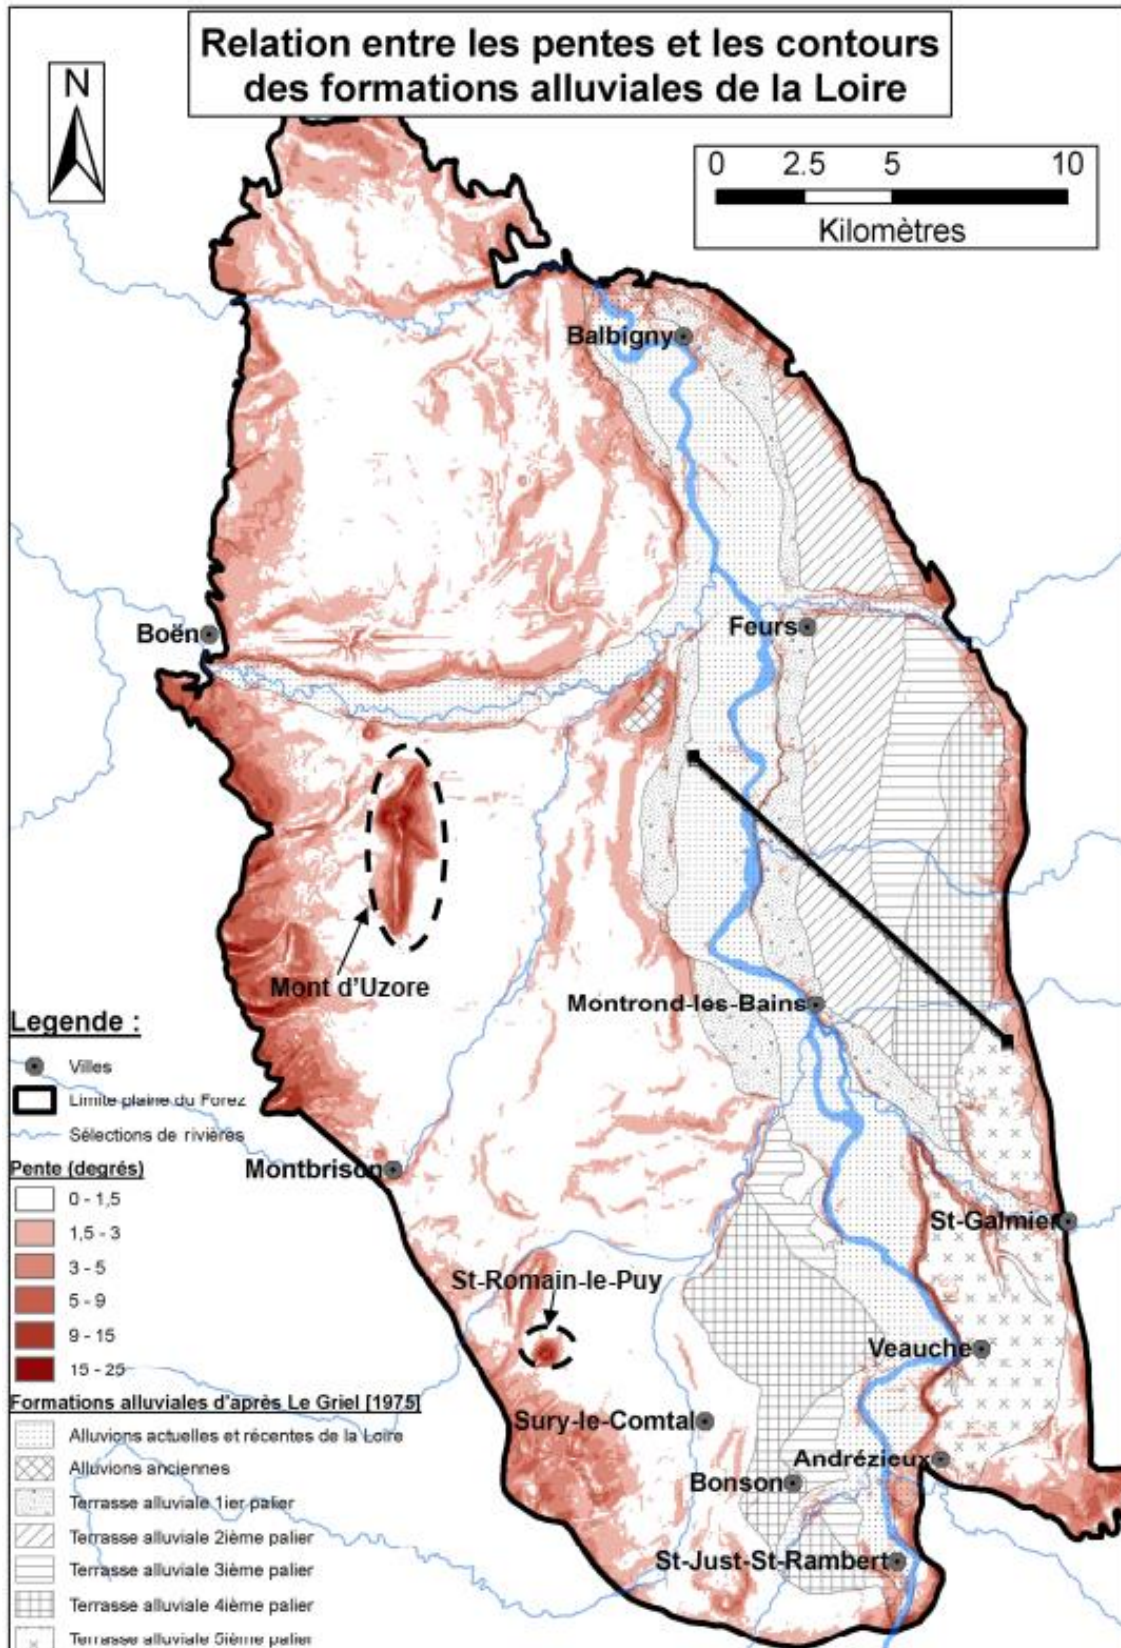 Relation entre les pentes et les contours
des formations alluviales de la Loire
N
0 2.5 5 10
Kilomètres
Balbigny
Boën
Feurs
Mont d'Uzore
Montrond-les-Bains
Legende :
Villes
Limite plaine du Forez
Sélections de rivières
Montbrison
Pente (degrés)
0 - 1,5
1,5 - 3
3 - 5
5 - 9
9 - 15
15 - 25
St-Galmier
St-Romain-le-Puy
Veauche
Formations alluviales d'après Le Griel [1975]
Alluvions actuelles et récentes de la Loire
Alluvions anciennes
Terrasse alluviale 1ier palier
Terrasse alluviale 2ième palier
Terrasse alluviale 3ième palier
Terrasse alluviale 4ième palier
Terrasse alluviale 5ième palier
Sury-le-Comtal
Andrézieux
Bonson
St-Just-St-Rambert